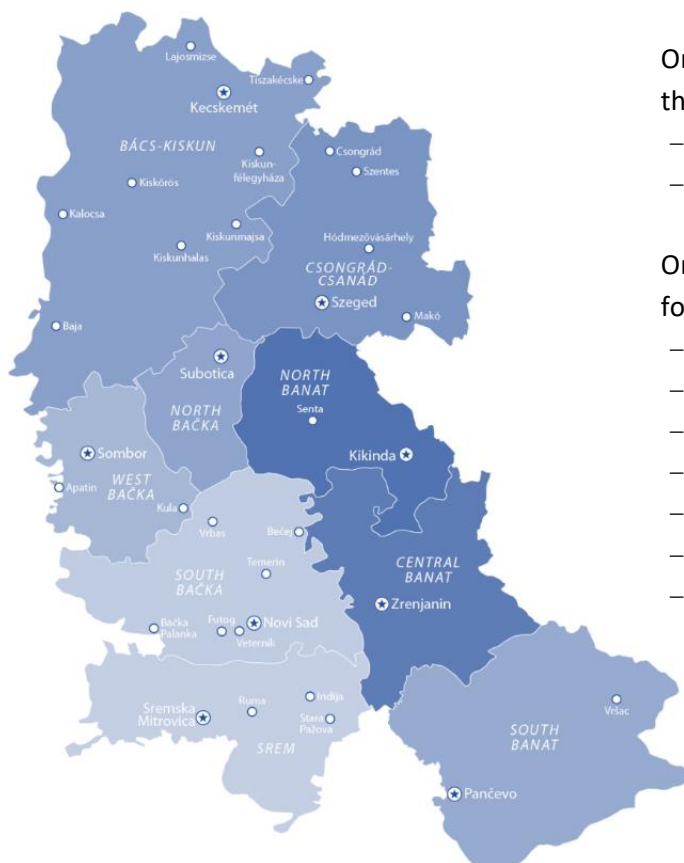 Lajosmizse
Tiszakécske
Kecskemét
BÁCS-KISKUN
Csongrád
Kiskun-
félegyháza
Szentes
Kiskőrös
Kalocsa
Kiskunmajsa
Hódmezővásárhely
Kiskunhalas
CSONGRÁD-
CSANÁD
Szeged
Makó
Baja
Subotica
NORTH
BANAT
NORTH
BAČKA
Senta
Sombor
Kikinda
WEST
BAČKA
Apatin
Kula
Vrbas
Bečej
SOUTH
BAČKA
Temerin
CENTRAL
BANAT
Zrenjanin
Bačka
Palanka
Futog
Novi Sad
Veternik
Sremska
Mitrovica
Ruma
Inđija
Stara
Pazova
SREM
Vršac
SOUTH
BANAT
Pančevo
Or
th
–
–
Or
fo
–
–
–
–
–
–
–